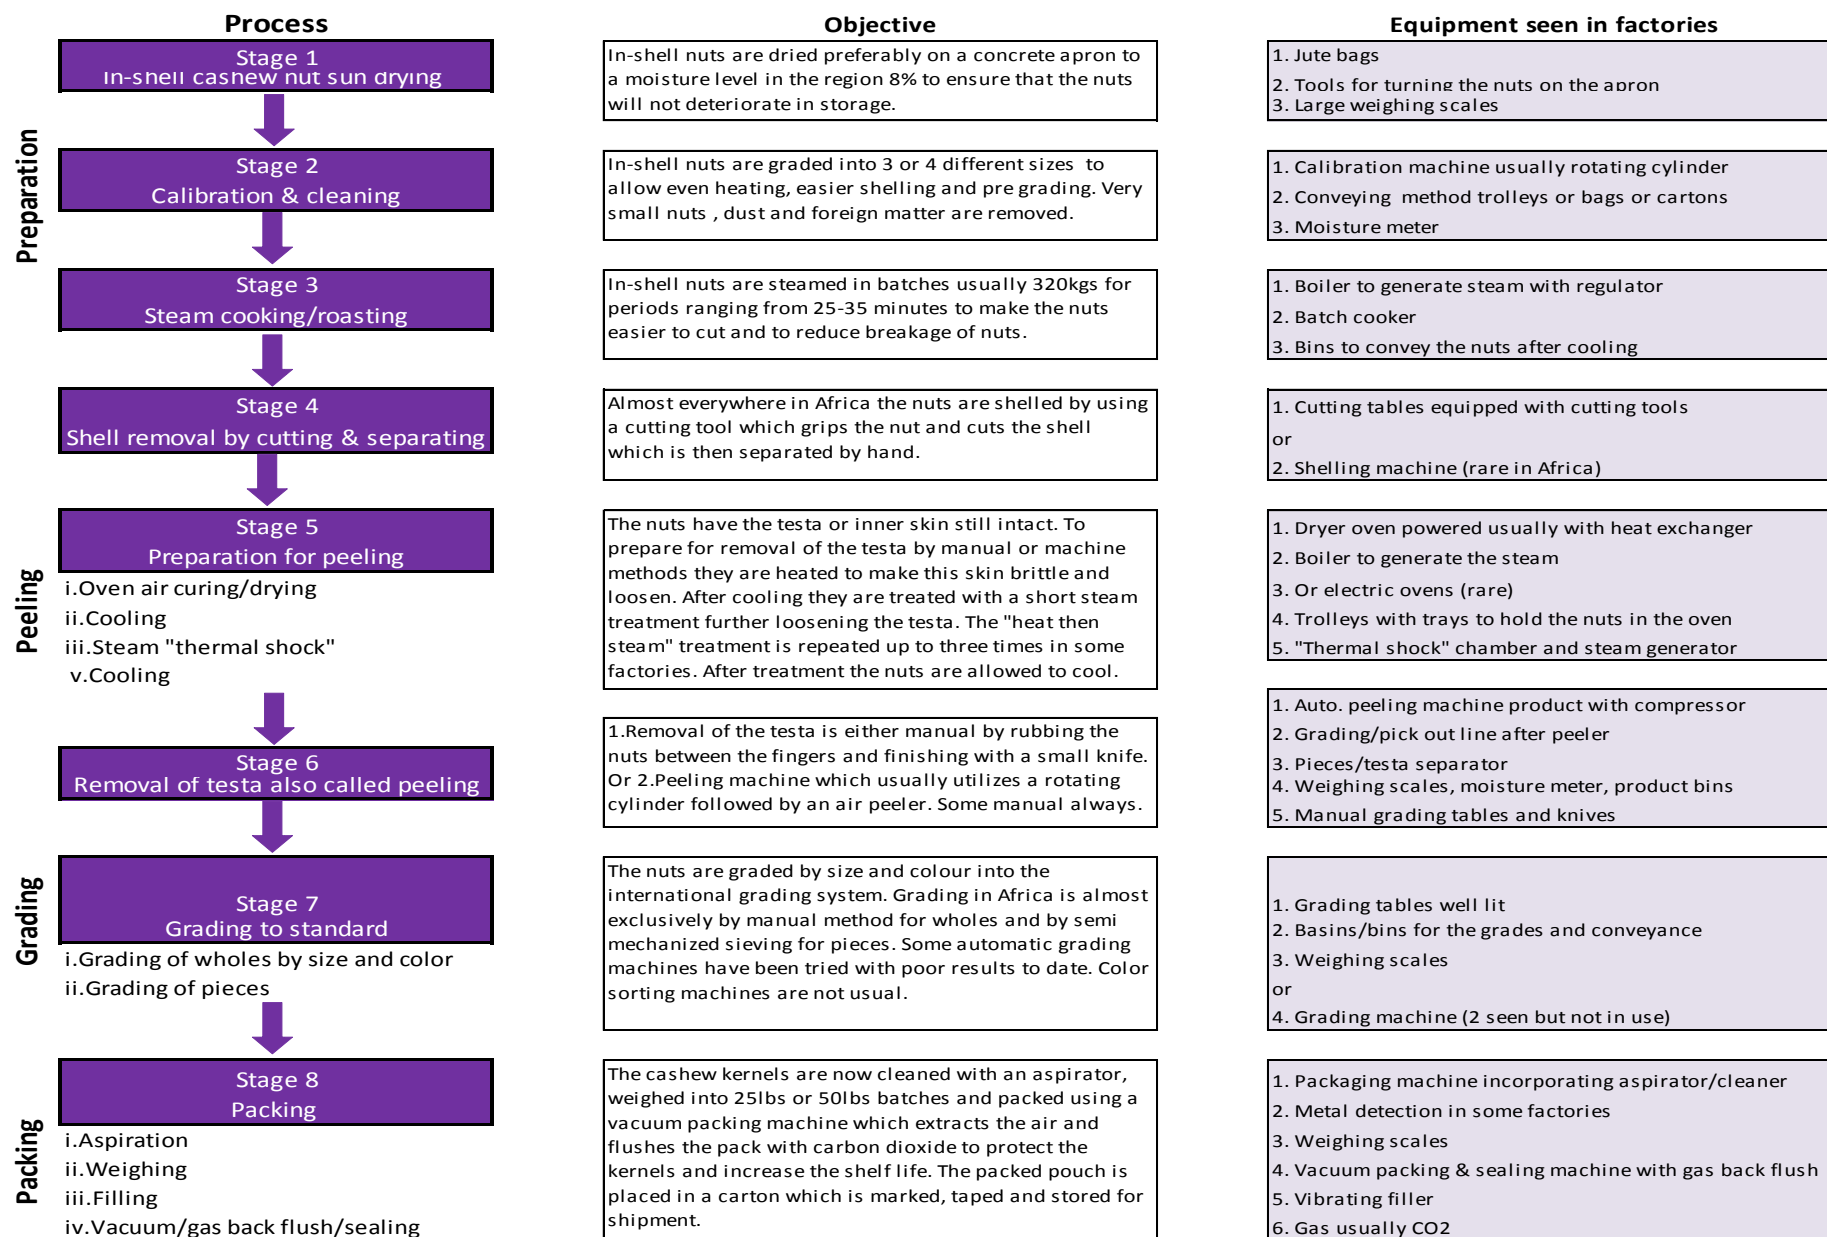 Process
Objective
Equipment seen in factories
Preparation
Stage 1
In-shell cashew nut sun drying
In-shell nuts are dried preferably on a concrete apron to
a moisture level in the region 8% to ensure that the nuts
will not deteriorate in storage.
1. Jute bags
2. Tools for turning the nuts on the apron
3. Large weighing scales
Stage 2
Calibration & cleaning
In-shell nuts are graded into 3 or 4 different sizes to
allow even heating, easier shelling and pre grading. Very
small nuts , dust and foreign matter are removed.
1. Calibration machine usually rotating cylinder
2. Conveying method trolleys or bags or cartons
3. Moisture meter
Stage 3
Steam cooking/roasting
In-shell nuts are steamed in batches usually 320kgs for
periods ranging from 25-35 minutes to make the nuts
easier to cut and to reduce breakage of nuts.
1. Boiler to generate steam with regulator
2. Batch cooker
3. Bins to convey the nuts after cooling
Stage 4
Shell removal by cutting & separating
Almost everywhere in Africa the nuts are shelled by using
a cutting tool which grips the nut and cuts the shell
which is then separated by hand.
1. Cutting tables equipped with cutting tools
or
2. Shelling machine (rare in Africa)
Peeling
Stage 5
Preparation for peeling
i.Oven air curing/drying
ii.Cooling
iii.Steam "thermal shock"
v.Cooling
The nuts have the testa or inner skin still intact. To
prepare for removal of the testa by manual or machine
methods they are heated to make this skin brittle and
loosen. After cooling they are treated with a short steam
treatment further loosening the testa. The "heat then
steam" treatment is repeated up to three times in some
factories. After treatment the nuts are allowed to cool.
1. Dryer oven powered usually with heat exchanger
2. Boiler to generate the steam
3. Or electric ovens (rare)
4. Trolleys with trays to hold the nuts in the oven
5. "Thermal shock" chamber and steam generator
Stage 6
Removal of testa also called peeling
1.Removal of the testa is either manual by rubbing the
nuts between the fingers and finishing with a small knife.
Or 2.Peeling machine which usually utilizes a rotating
cylinder followed by an air peeler. Some manual always.
1. Auto. peeling machine product with compressor
2. Grading/pick out line after peeler
3. Pieces/testa separator
4. Weighing scales, moisture meter, product bins
5. Manual grading tables and knives
Grading
Stage 7
Grading to standard
i.Grading of wholes by size and color
ii.Grading of pieces
The nuts are graded by size and colour into the
international grading system. Grading in Africa is almost
exclusively by manual method for wholes and by semi
mechanized sieving for pieces. Some automatic grading
machines have been tried with poor results to date. Color
sorting machines are not usual.
1. Grading tables well lit
2. Basins/bins for the grades and conveyance
3. Weighing scales
or
4. Grading machine (2 seen but not in use)
Packing
Stage 8
Packing
i.Aspiration
ii.Weighing
iii.Filling
iv.Vacuum/gas back flush/sealing
The cashew kernels are now cleaned with an aspirator,
weighed into 25lbs or 50lbs batches and packed using a
vacuum packing machine which extracts the air and
flushes the pack with carbon dioxide to protect the
kernels and increase the shelf life. The packed pouch is
placed in a carton which is marked, taped and stored for
shipment.
1. Packaging machine incorporating aspirator/cleaner
2. Metal detection in some factories
3. Weighing scales
4. Vacuum packing & sealing machine with gas back flush
5. Vibrating filler
6. Gas usually CO2